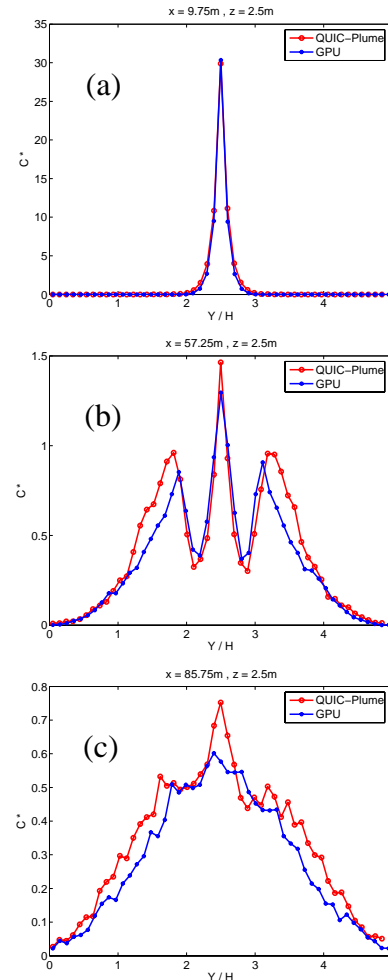 x = 9.75m , z = 2.5m
35
30
25
20
15
10
5
0
C*
(a)
QUIC-Plume
GPU
0 1 2 3 4
Y / H
x = 57.25m , z = 2.5m
1.5
1
0.5
0
C*
(b)
QUIC-Plume
GPU
0 1 2 3 4
Y / H
x = 85.75m , z = 2.5m
0.8
0.7
0.6
0.5
0.4
0.3
0.2
0.1
0
C*
(c)
QUIC-Plume
GPU
0 1 2 3 4
Y / H